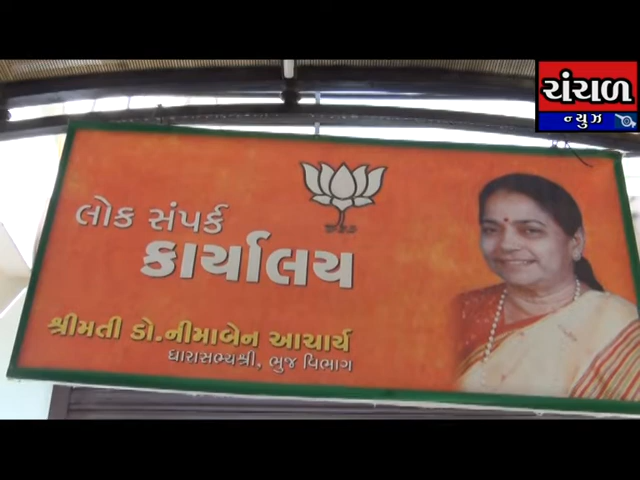 ચંચળ
ન્યુઝ
લોક સંપર્ક
કાર્યાલય
શ્રીમતી ડો.નીમાબેન આચાર્ય
ધારાસભ્યશ્રી, ભુજ વિભાગ